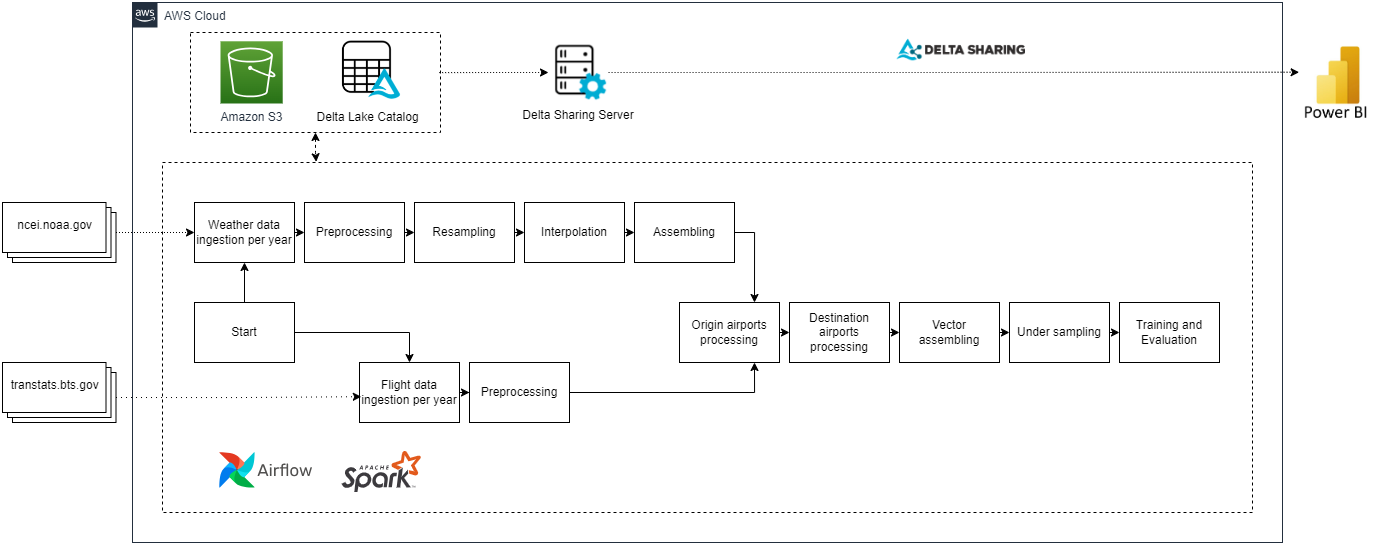 aws
AWS Cloud
Amazon S3
Delta Lake Catalog
Delta Sharing Server
DELTA SHARING
Power BI
ncei.noaa.gov
Weather data
ingestion per year
Preprocessing
Resampling
Interpolation
Assembling
Start
Origin airports
processing
Destination
airports
processing
Vector
assembling
Under sampling
Training and
Evaluation
transtats.bts.gov
Flight data
ingestion per year
Preprocessing
Airflow
APACHE
Spark